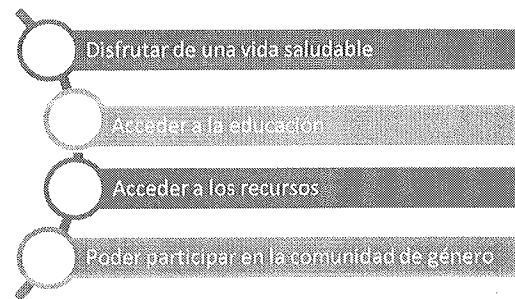 Disfrutar de una vida saludable
Acceder a la educación
Acceder a los recursos
Poder participar en la comunidad de género